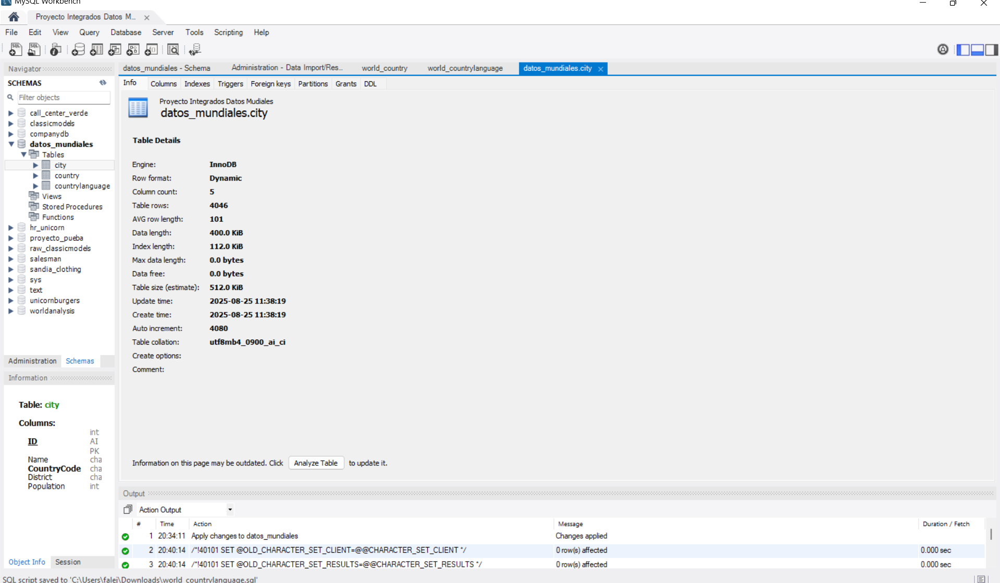 MySQL Workbench
Proyecto Integrados Datos M...
File Edit View Query Database Server Tools Scripting Help
Navigator
SCHEMAS
Filter objects
call_center_verde
classicmodels
companydb
datos_mundiales
Tables
city
country
countrylanguage
Views
Stored Procedures
Functions
hr_unicorn
proyecto_pueba
raw_classicmodels
salesman
sandia_clothing
sys
text
unicornburgers
worldanalysis
Administration Schemas
Information
Table: city
Columns:
int
ID AI
PK
Name cha
CountryCode cha
District cha
Population int
Object Info Session
datos_mundiales - Schema Administration - Data Import/Res... world_country world_countrylanguage datos_mundiales.city
Info Columns Indexes Triggers Foreign keys Partitions Grants DDL
Proyecto Integrados Datos Mudiales
datos_mundiales.city
Table Details
Engine: InnoDB
Row format: Dynamic
Column count: 5
Table rows: 4046
AVG row length: 101
Data length: 400.0 KiB
Index length: 112.0 KiB
Max data length: 0.0 bytes
Data free: 0.0 bytes
Table size (estimate): 512.0 KiB
Update time: 2025-08-25 11:38:19
Create time: 2025-08-25 11:38:19
Auto increment: 4080
Table collation: utf8mb4_0900_ai_ci
Create options:
Comment:
Information on this page may be outdated. Click Analyze Table to update it.
Output
Action Output
# Time Action Message Duration / Fetch
1 20:34:11 Apply changes to datos_mundiales Changes applied
2 20:40:14 /*!40101 SET @OLD_CHARACTER_SET_CLIENT=@@CHARACTER_SET_CLIENT */ 0 row(s) affected 0.000 sec
3 20:40:14 /*!40101 SET @OLD_CHARACTER_SET_RESULTS=@@CHARACTER_SET_RESULTS */ 0 row(s) affected 0.000 sec
SQL script saved to 'C:\Users\falei\Downloads\world_countrylanguage.sql'